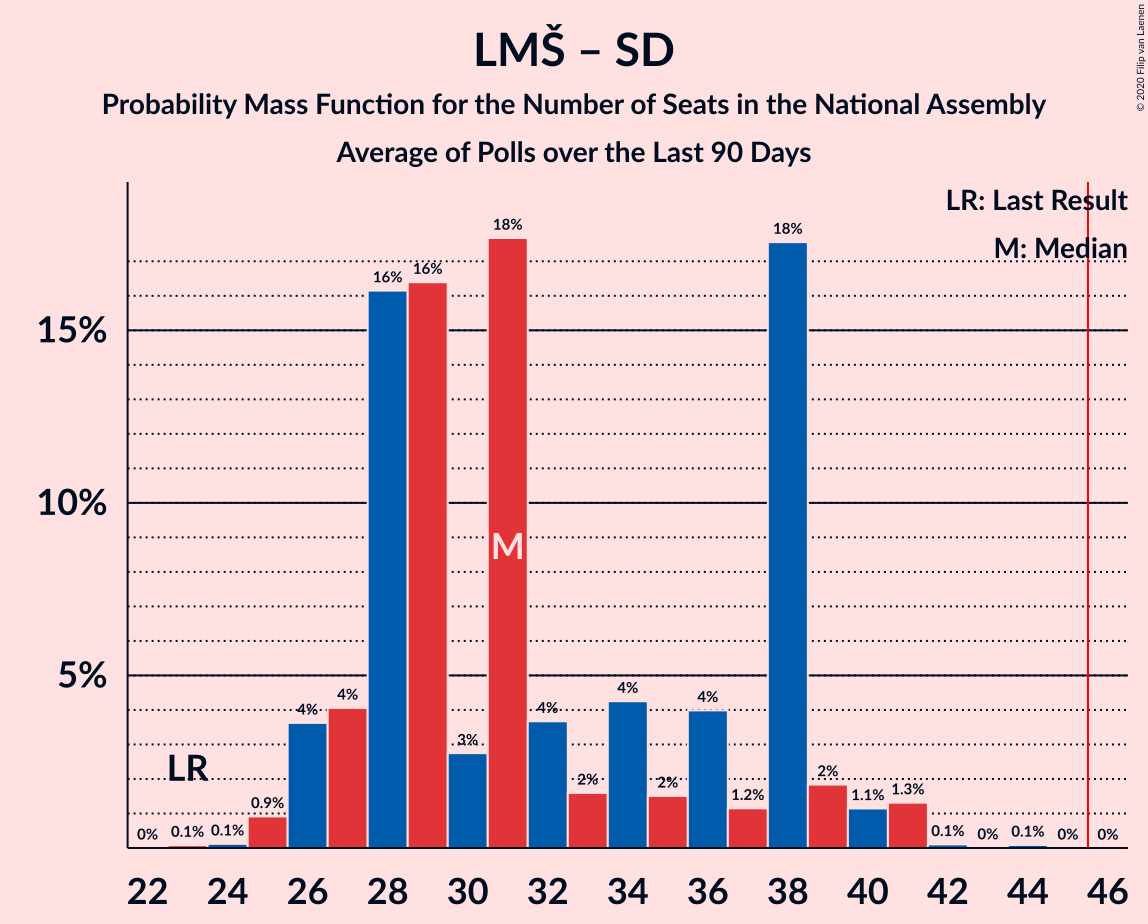 LMŠ – SD
Probability Mass Function for the Number of Seats in the National Assembly
Average of Polls over the Last 90 Days
© 2020 Filip van Laenen
LR: Last Result
M: Median
15%
10%
5%
0% 0.1% 0.1% 0.9% 4% 4% 16% 16% 3% 18% 4% 2% 4% 2% 4% 1.2% 18% 2% 1.1% 1.3% 0.1% 0% 0.1% 0% 0%
LR
M
22 24 26 28 30 32 34 36 38 40 42 44 46